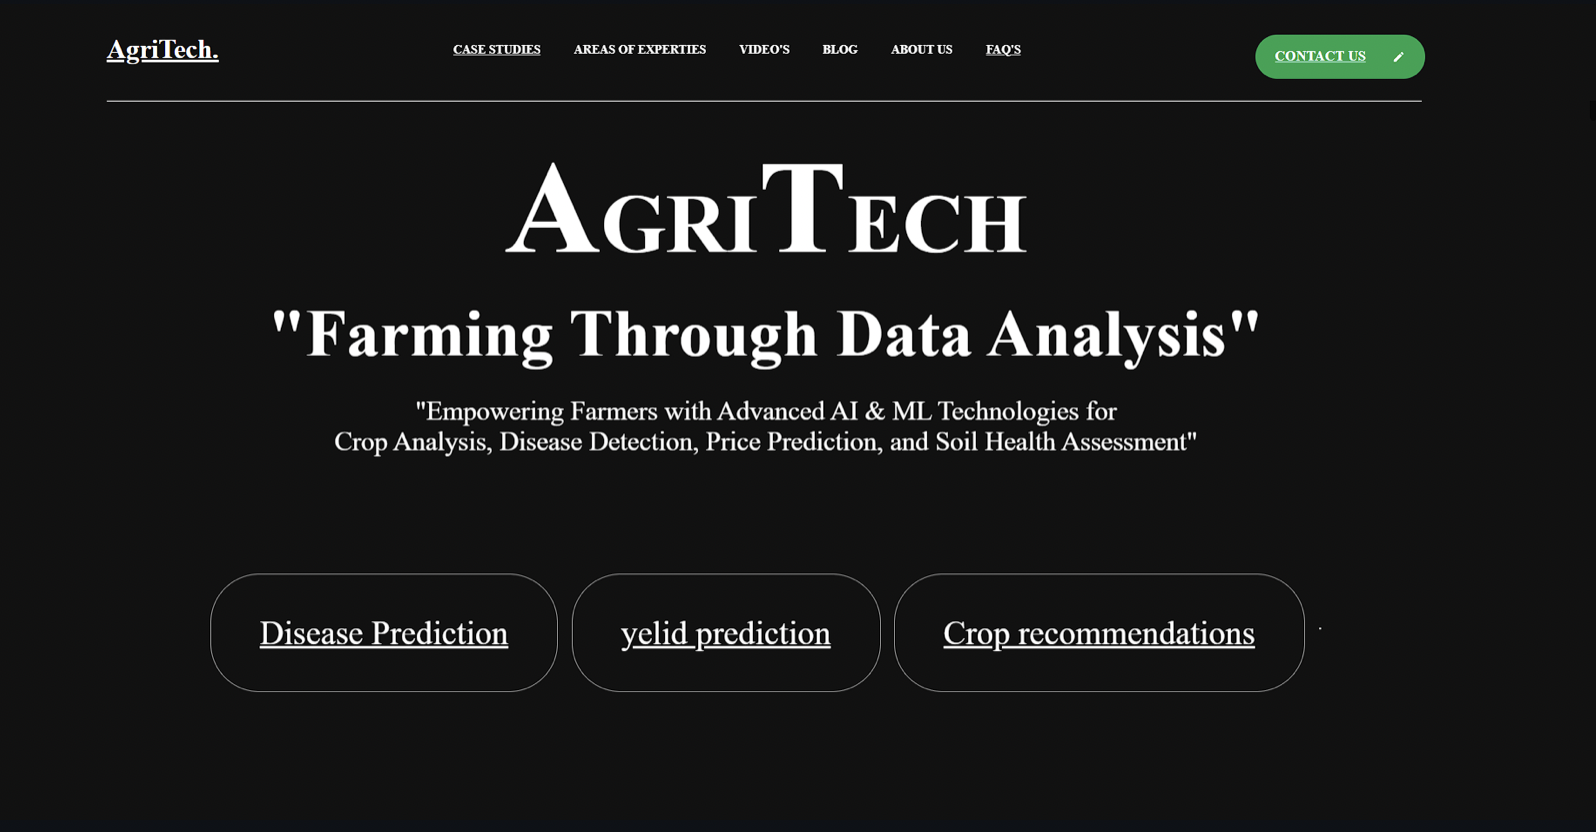 AgriTech.
CASE STUDIES
AREAS OF EXPERTIES
VIDEO'S
BLOG
ABOUT US
FAQ'S
CONTACT US
AGRITECH
"Farming Through Data Analysis"
"Empowering Farmers with Advanced AI & ML Technologies for
Crop Analysis, Disease Detection, Price Prediction, and Soil Health Assessment"
Disease Prediction
yelid prediction
Crop recommendations
.